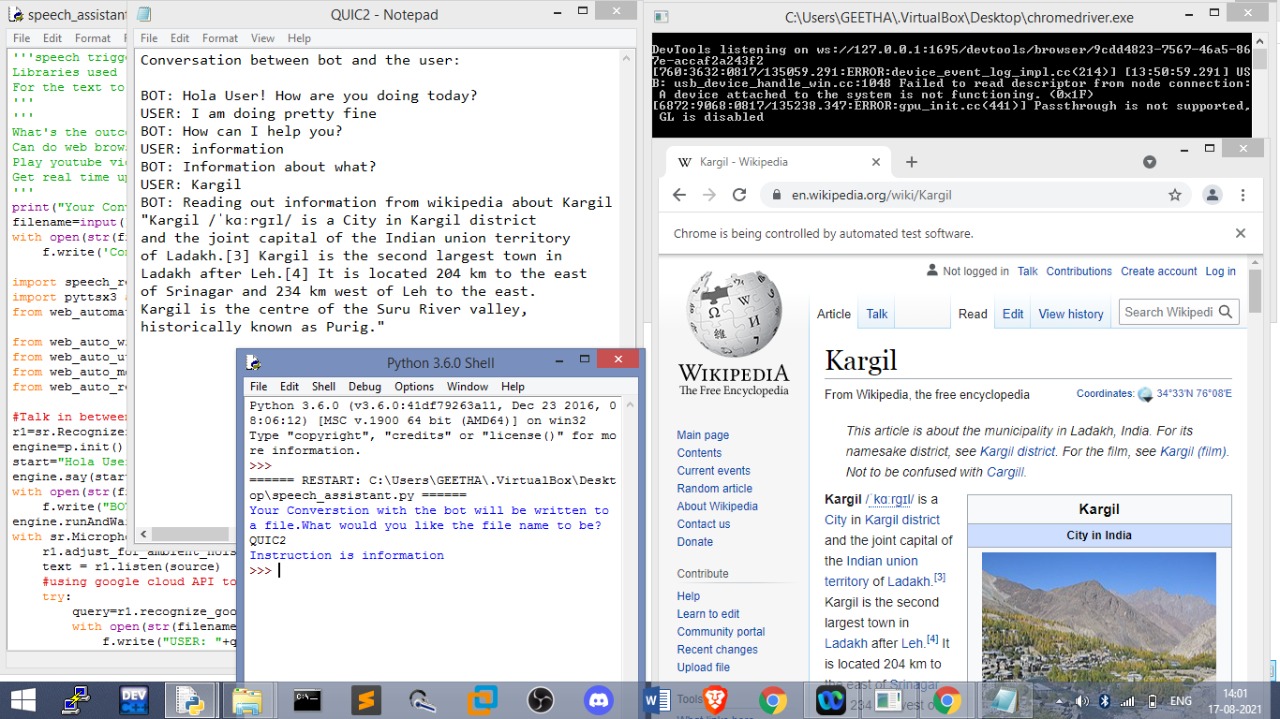 speech_assistant
File Edit Format
'''speech trigg
Libraries used
For the text to
'''
'''
What's the outco
Can do web brow
Play youtube vi
Get real time u
'''
print("Your Con
filename=input(
with open(str(f
f.write('Co
import speech_r
import pyttsx3
from web_automa
from web_auto_w
from web_auto_u
from web_auto_m
from web_auto_r
#Talk in between
r1=sr.Recognize
engine=p.init()
start="Hola Use
engine.say(star
with open(str(f
f.write("BO
engine.runAndWa
with sr.Microph
r1.adjust_for_ambient_nois
text = r1.listen(source)
#using google cloud API to
try:
query=r1.recognize_goo
with open(str(filename
f.write("USER: "+q
QUIC2 - Notepad
File Edit Format View Help
Conversation between bot and the user:
BOT: Hola User! How are you doing today?
USER: I am doing pretty fine
BOT: How can I help you?
USER: information
BOT: Information about what?
USER: Kargil
BOT: Reading out information from wikipedia about Kargil
"Kargil /ˈkɑːrɡɪl/ is a City in Kargil district
and the joint capital of the Indian union territory
of Ladakh.[3] Kargil is the second largest town in
Ladakh after Leh.[4] It is located 204 km to the east
of Srinagar and 234 km west of Leh to the east.
Kargil is the centre of the Suru River valley,
historically known as Purig."
Python 3.6.0 Shell
File Edit Shell Debug Options Window Help
Python 3.6.0 (v3.6.0:41df79263a11, Dec 23 2016, 0
8:06:12) [MSC v.1900 64 bit (AMD64)] on win32
Type "copyright", "credits" or "license()" for mo
re information.
>>>
====== RESTART: C:\Users\GEETHA\.VirtualBox\Deskt
op\speech_assistant.py ======
Your Converstion with the bot will be written to
a file.What would you like the file name to be?
QUIC2
Instruction is information
>>>
C:\Users\GEETHA\.VirtualBox\Desktop\chromedriver.exe
DevTools listening on ws://127.0.0.1:1695/devtools/browser/9cdd4823-7567-46a5-86
7e-accaf2a243f2
[760:3632:0817/135059.291:ERROR:device_event_log_impl.cc(214)] [13:50:59.291] US
B: usb_device_handle_win.cc:1048 Failed to read descriptor from node connection:
A device attached to the system is not functioning. (0x1F)
[6872:9068:0817/135238.347:ERROR:gpu_init.cc(441)] Passthrough is not supported,
GL is disabled
Kargil - Wikipedia
en.wikipedia.org/wiki/Kargil
Chrome is being controlled by automated test software.
Not logged in Talk Contributions Create account Log in
Article Talk Read Edit View history Search Wikipedi
WIKIPEDIA
The Free Encyclopedia
Main page
Contents
Current events
Random article
About Wikipedia
Contact us
Donate
Contribute
Help
Learn to edit
Community portal
Recent changes
Upload file
Tools
Kargil
From Wikipedia, the free encyclopedia
Coordinates: 34°33′N 76°08′E
This article is about the municipality in Ladakh, India. For its
namesake district, see Kargil district. For the film, see Kargil (film).
Not to be confused with Cargill.
Kargil /ˈkɑːrɡɪl/ is a
City in Kargil district
and the joint capital of
the Indian union
territory of Ladakh.[3]
Kargil is the second
largest town in
Ladakh after Leh.[4] It
is located 204 km to
the east of Srinagar
Kargil
City in India
DEV
C++
ENG
14:01
17-08-2021